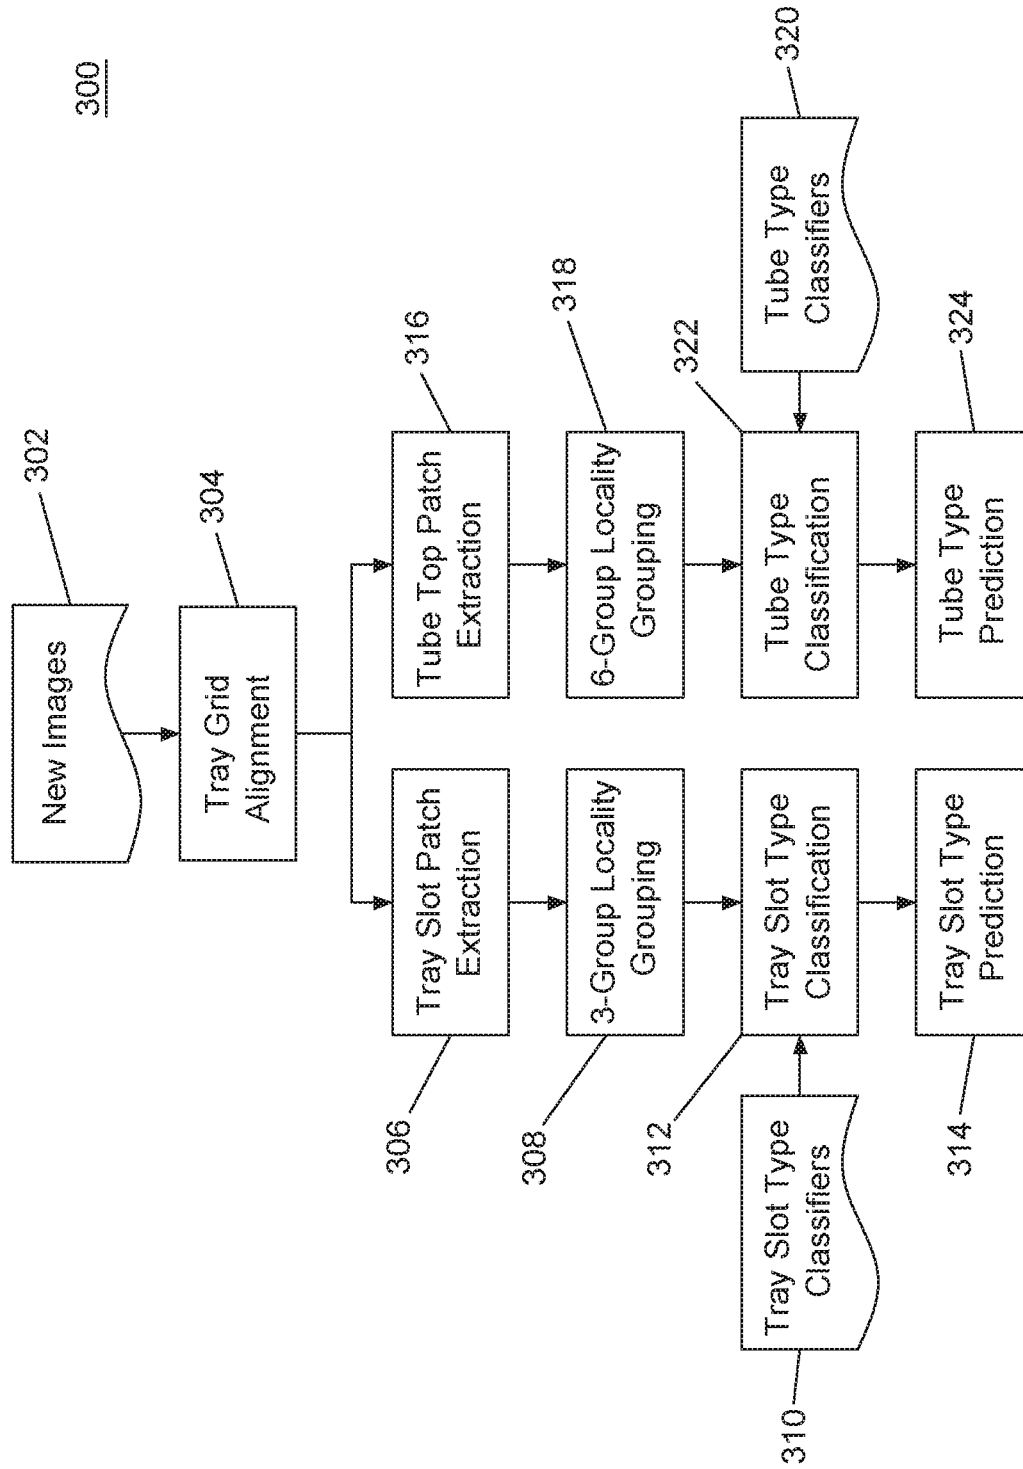 300
302
New Images
304
Tray Grid
Alignment
306
Tray Slot Patch
Extraction
316
Tube Top Patch
Extraction
308
3-Group Locality
Grouping
318
6-Group Locality
Grouping
310
Tray Slot Type
Classifiers
312
Tray Slot Type
Classification
322
Tube Type
Classification
320
Tube Type
Classifiers
314
Tray Slot Type
Prediction
324
Tube Type
Prediction